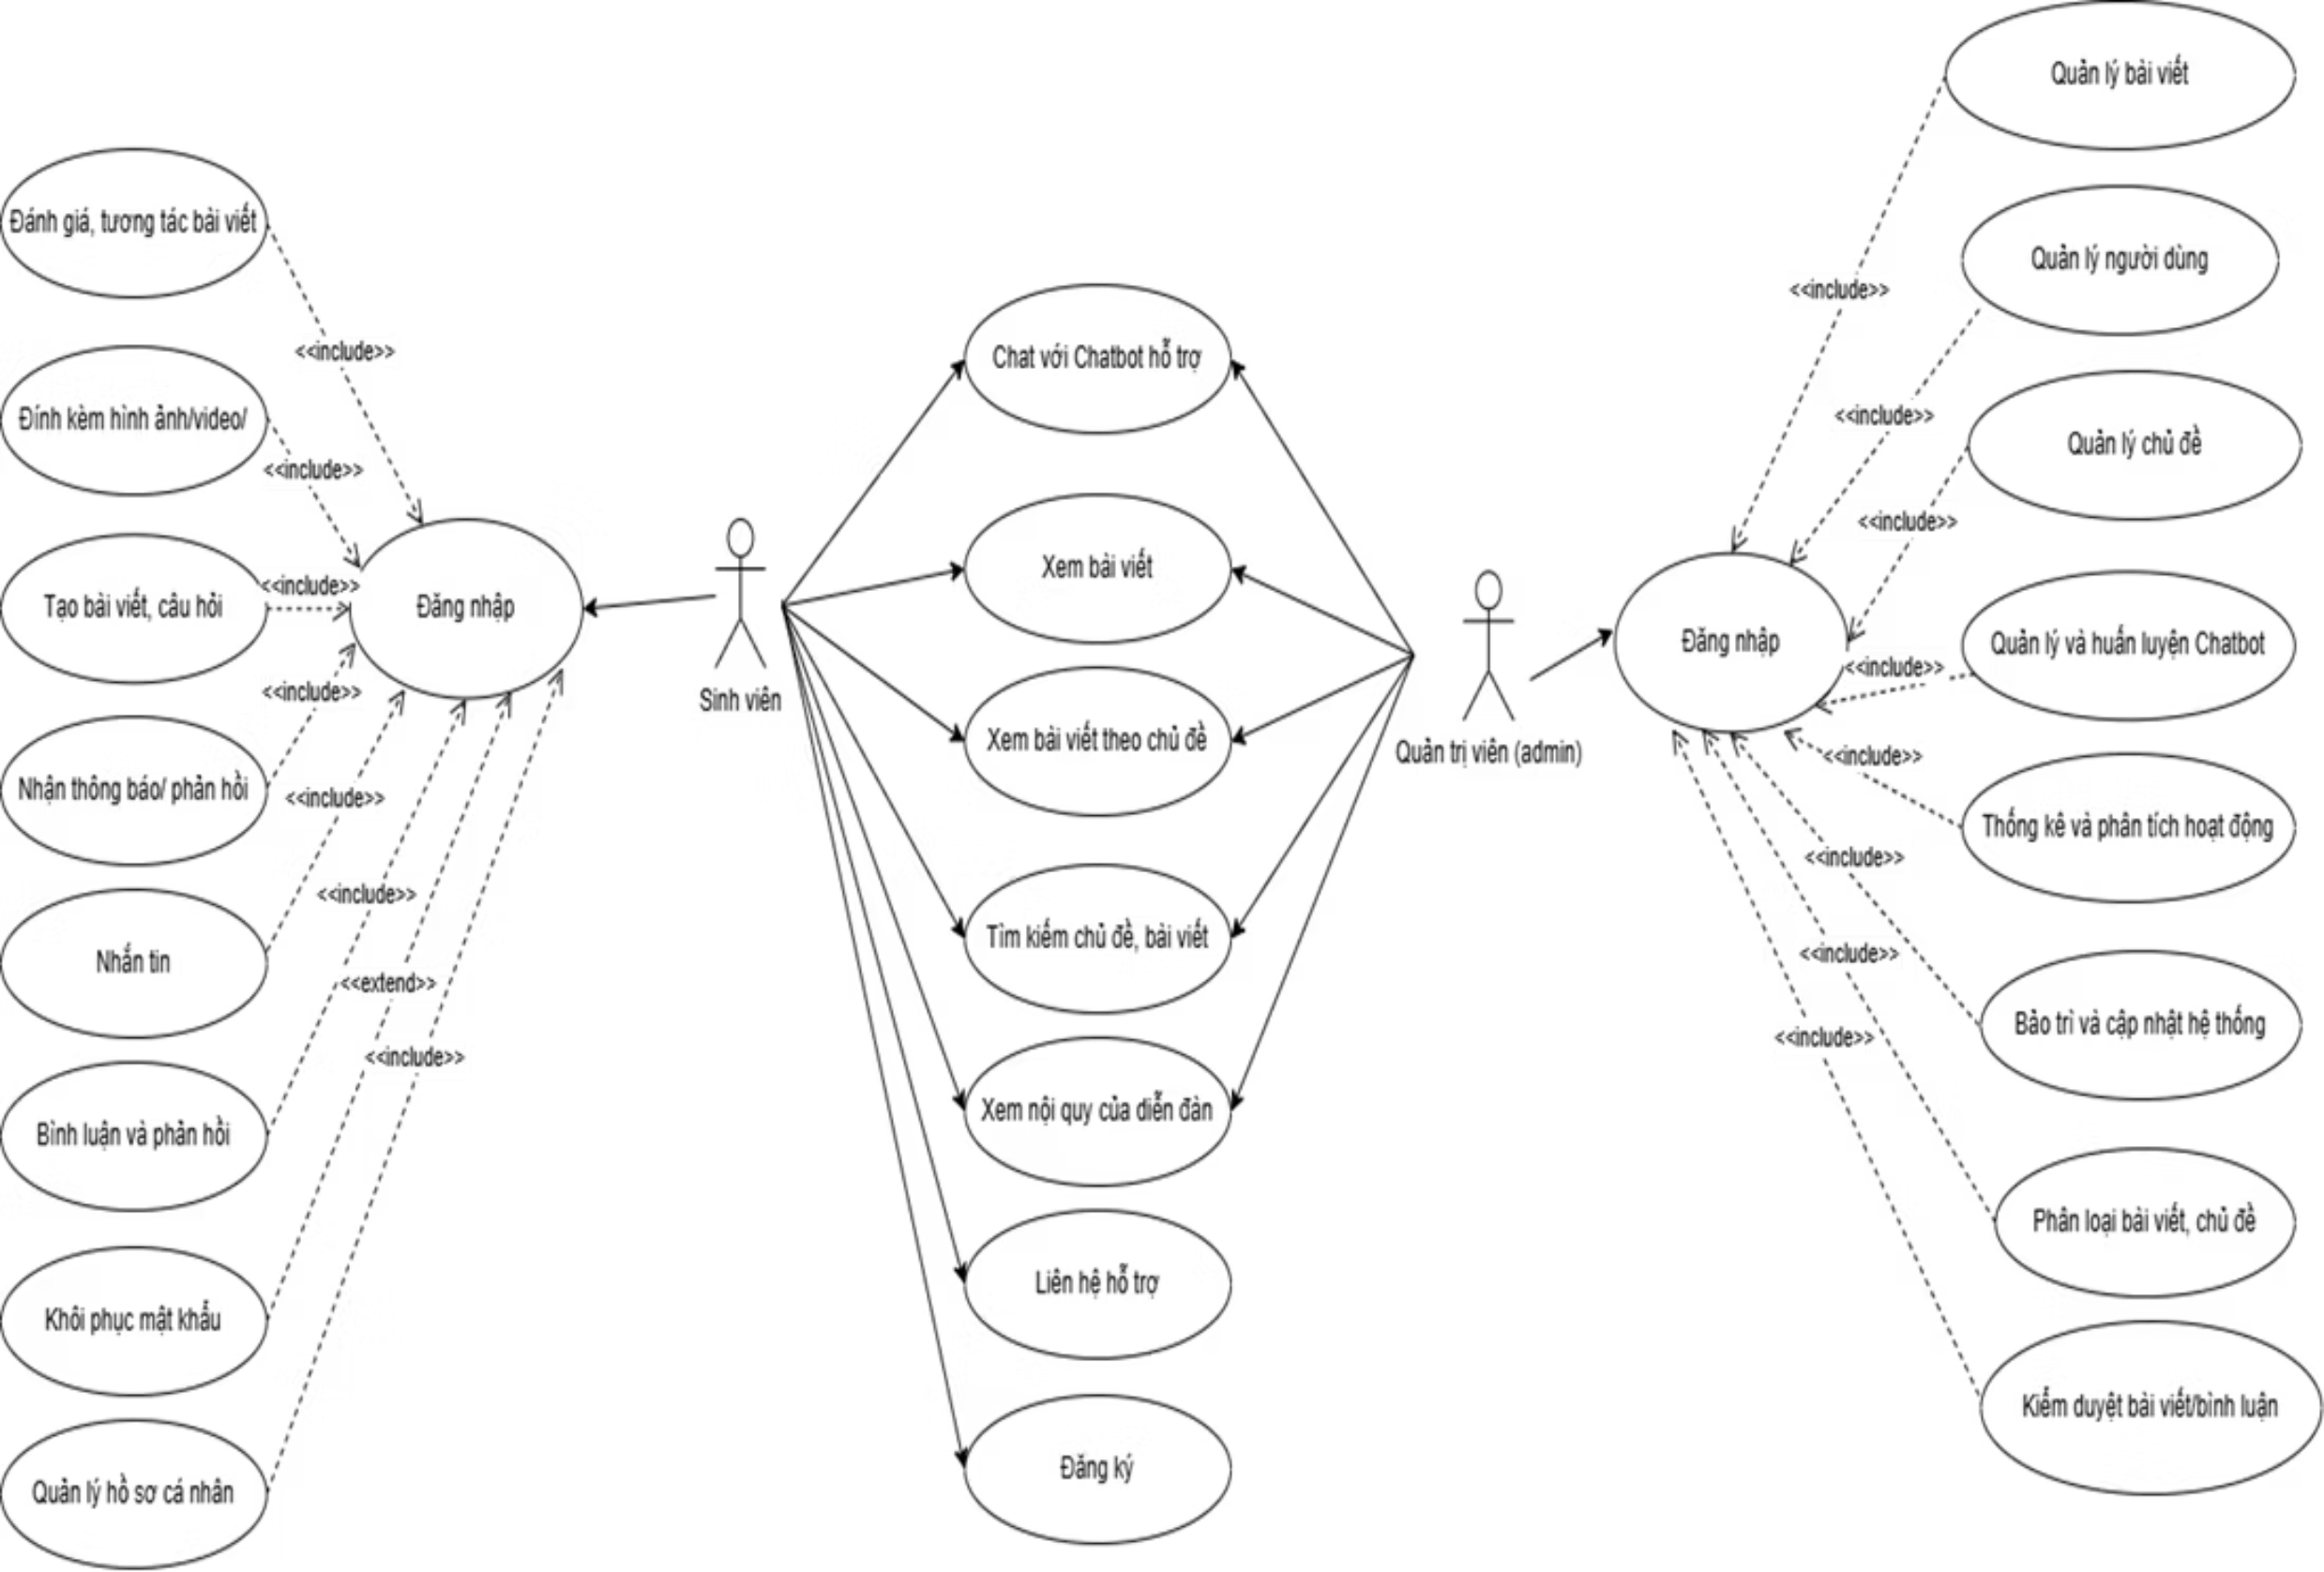 Đánh giá, tương tác bài viết
Đính kèm hình ảnh/video/
Tạo bài viết, câu hỏi
Nhận thông báo/ phản hồi
Nhắn tin
Bình luận và phản hồi
Khôi phục mật khẩu
Quản lý hồ sơ cá nhân
<<include>>
<<include>>
<<include>>
<<include>>
<<include>>
<<include>>
<<extend>>
<<include>>
Đăng nhập
Sinh viên
Chat với Chatbot hỗ trợ
Xem bài viết
Xem bài viết theo chủ đề
Tìm kiếm chủ đề, bài viết
Xem nội quy của diễn đàn
Liên hệ hỗ trợ
Đăng ký
Quản trị viên (admin)
Đăng nhập
<<include>>
<<include>>
<<include>>
<<include>>
<<include>>
<<include>>
<<include>>
<<include>>
Quản lý bài viết
Quản lý người dùng
Quản lý chủ đề
Quản lý và huấn luyện Chatbot
Thống kê và phân tích hoạt động
Bảo trì và cập nhật hệ thống
Phân loại bài viết, chủ đề
Kiểm duyệt bài viết/bình luận